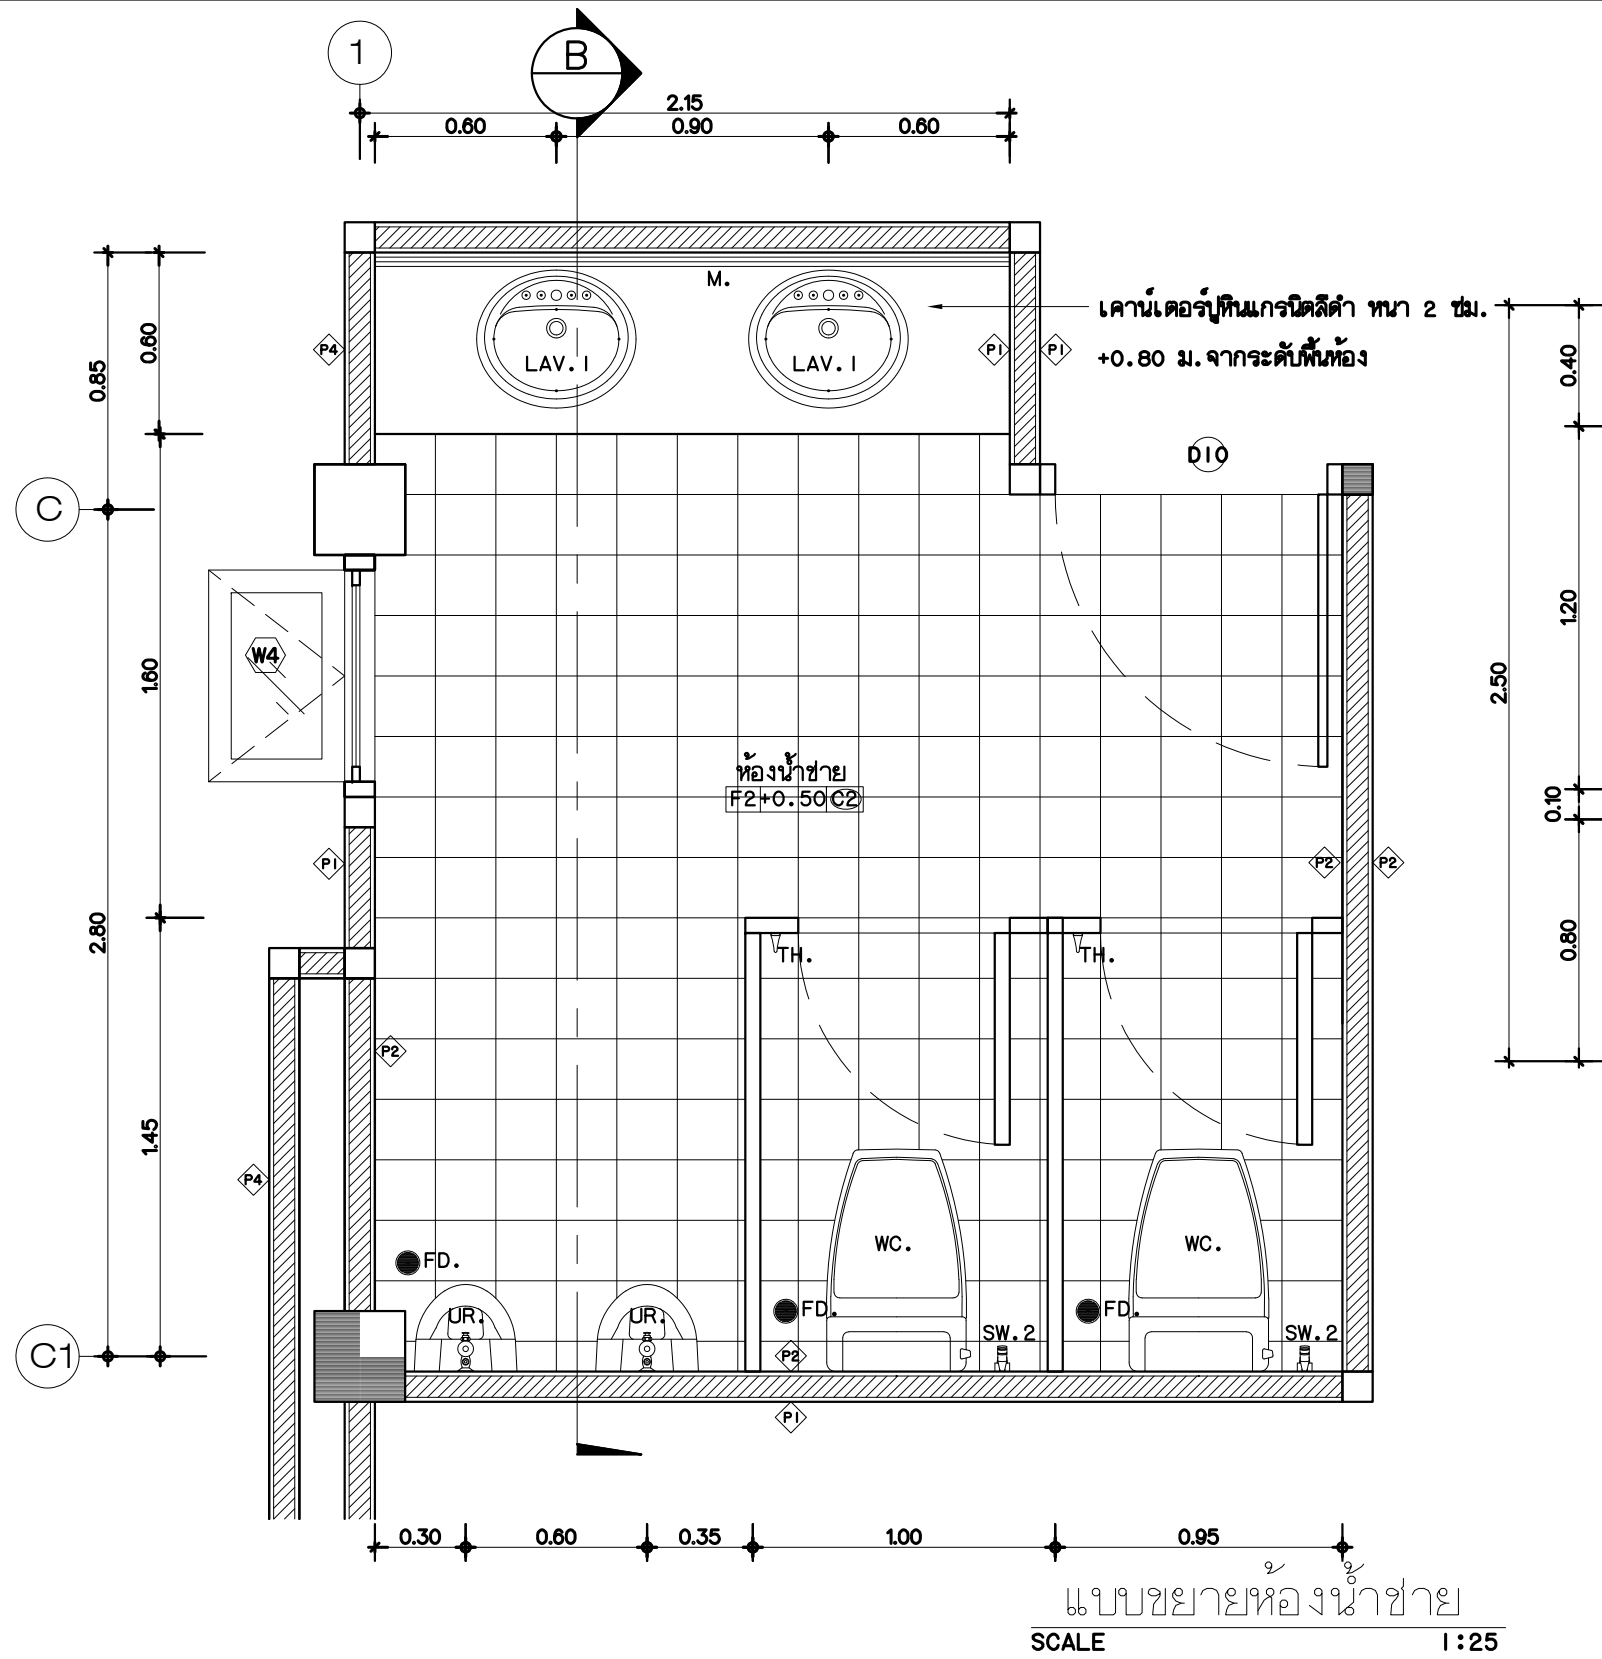 1
B
2.15
0.60
0.90
0.60
M.
LAV.1
LAV.1
P4
P1
P1
เคาน์เตอร์ปูหินแกรนิตสีดำ หนา 2 ซม.
+0.80 ม.จากระดับพื้นห้อง
0.60
0.85
0.40
D10
C
W4
1.60
1.20
2.50
ห้องน้ำชาย
F2 +0.50 C2
0.10
P1
P2
P2
2.80
0.80
TH.
TH.
P2
1.45
P4
WC.
WC.
FD.
FD.
FD.
UR.
UR.
SW.2
SW.2
C1
P2
P1
0.30
0.60
0.35
1.00
0.95
แบบขยายห้องน้ำชาย
SCALE 1:25